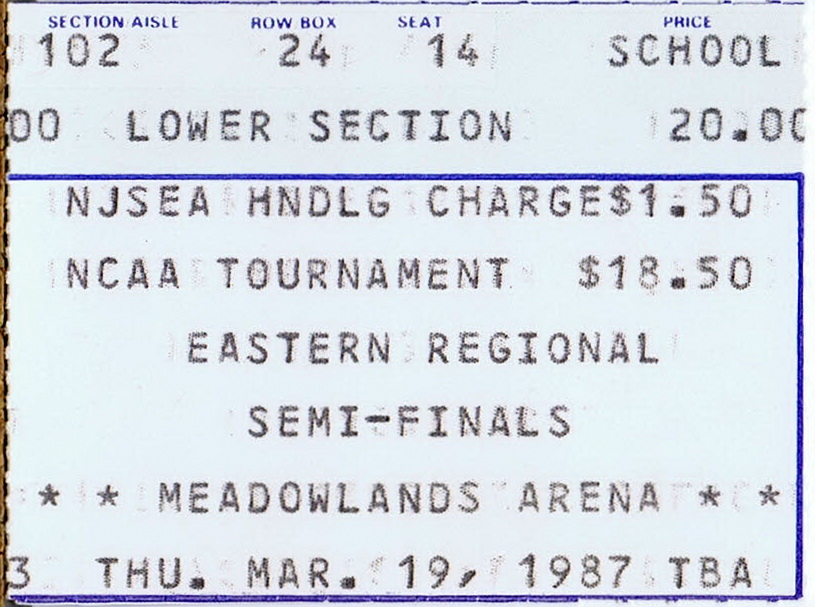 SECTION/AISLE ROW BOX SEAT PRICE
102 24 14 SCHOOL
00 LOWER SECTION 20.00
NJSEA HNDLG CHARGE$1.50
NCAA TOURNAMENT $18.50
EASTERN REGIONAL
SEMI-FINALS
* * MEADOWLANDS ARENA * *
3 THU. MAR. 19, 1987 TBA